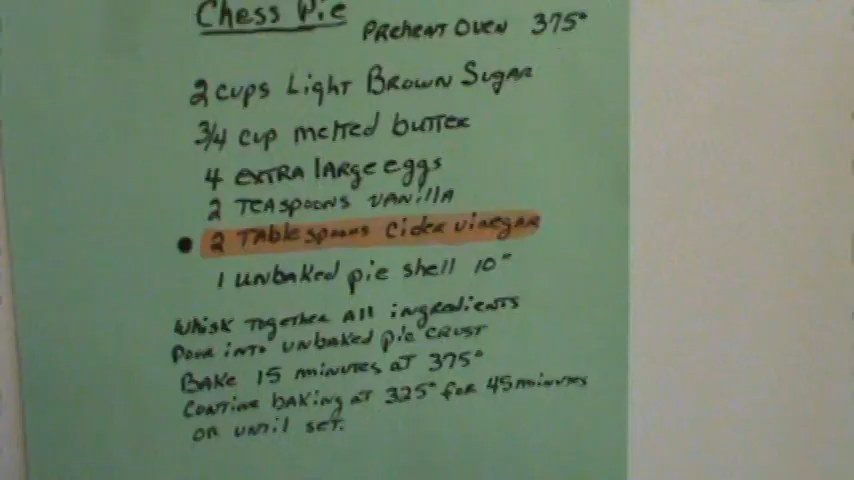 Chess Pie
Preheat Oven 375°
2 cups Light Brown Sugar
3/4 cup melted butter
4 extra large eggs
2 Teaspoons vanilla
• 2 Tablespoons Cider vinegar
1 unbaked pie shell 10"
Whisk Together All ingredients
Pour into unbaked pie crust
Bake 15 minutes at 375°
Contine baking at 325° for 45 minutes
or until set.